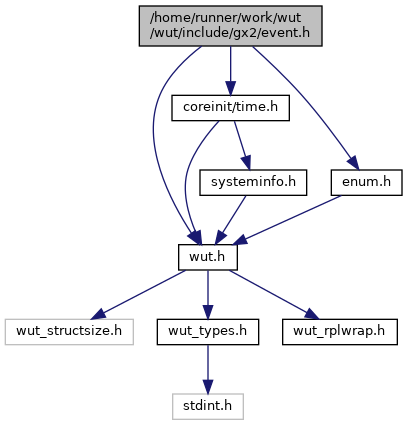 /home/runner/work/wut
/wut/include/gx2/event.h
coreinit/time.h
systeminfo.h
enum.h
wut.h
wut_structsize.h
wut_types.h
wut_rplwrap.h
stdint.h